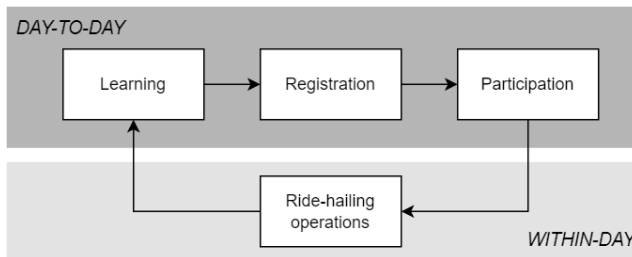 DAY-TO-DAY
Learning
Registration
Participation
Ride-hailing
operations
WITHIN-DAY